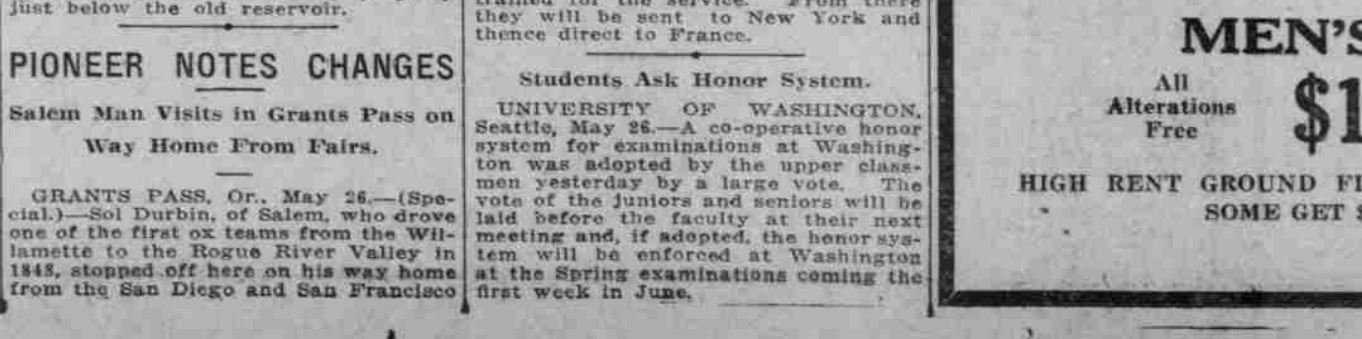 just below the old reservoir.
PIONEER NOTES CHANGES
Salem Man Visits in Grants Pass on
Way Home From Fairs.
GRANTS PASS, Or., May 26.—(Spe-
cial.)—Sol Durbin, of Salem, who drove
one of the first ox teams from the Wil-
lamette to the Rogue River Valley in
1848, stopped off here on his way home
from the San Diego and San Francisco
for the service. From there
they will be sent to New York and
thence direct to France.
Students Ask Honor System.
UNIVERSITY OF WASHINGTON,
Seattle, May 26.—A co-operative honor
system for examinations at Washing-
ton was adopted by the upper class-
men yesterday by a large vote. The
vote of the juniors and seniors will be
laid before the faculty at their next
meeting and, if adopted, the honor sys-
tem will be enforced at Washington
at the Spring examinations coming the
first week in June.
MEN'S
All
Alterations
Free
$1
HIGH RENT GROUND
SOME GET